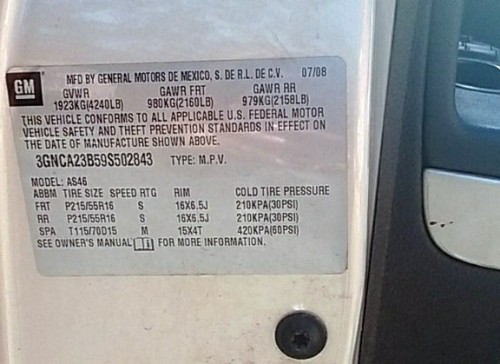 GM
MFD BY GENERAL MOTORS DE MEXICO, S. DE R.L. DE C.V. 07/08
GVWR GAWR FRT GAWR RR
1923KG(4240LB) 980KG(2160LB) 979KG(2158LB)
THIS VEHICLE CONFORMS TO ALL APPLICABLE U.S. FEDERAL MOTOR
VEHICLE SAFETY AND THEFT PREVENTION STANDARDS IN EFFECT ON
THE DATE OF MANUFACTURE SHOWN ABOVE.
3GNCA23B59S502843 TYPE: M.P.V.
MODEL: AS46
ABBM TIRE SIZE SPEED RTG RIM COLD TIRE PRESSURE
FRT P215/55R16 S 16X6.5J 210KPA(30PSI)
RR P215/55R16 S 16X6.5J 210KPA(30PSI)
SPA T115/70D15 M 15X4T 420KPA(60PSI)
SEE OWNER'S MANUAL FOR MORE INFORMATION.